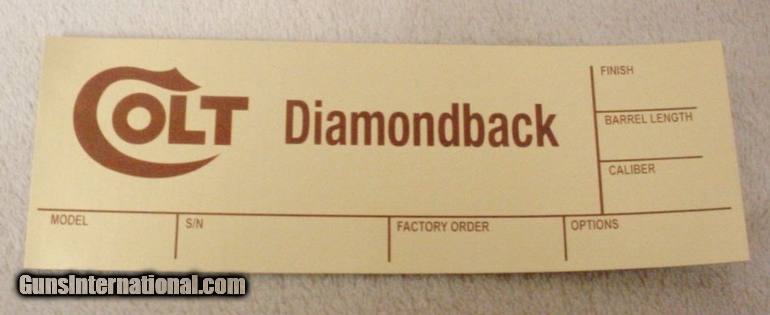 COLT Diamondback
FINISH
BARREL LENGTH
CALIBER
MODEL S/N FACTORY ORDER OPTIONS
GunsInternational.com